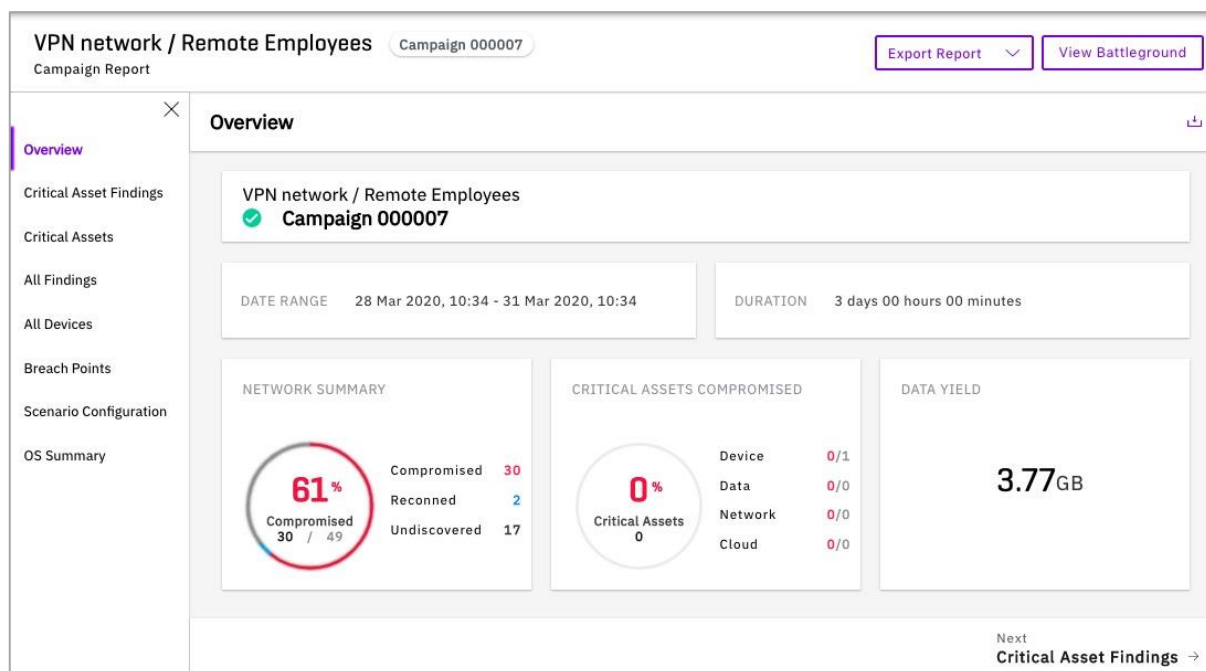 VPN network / Remote Employees Campaign 000007
Campaign Report
Export Report
View Battleground
Overview
Critical Asset Findings
Critical Assets
All Findings
All Devices
Breach Points
Scenario Configuration
OS Summary
Overview
VPN network / Remote Employees
Campaign 000007
DATE RANGE 28 Mar 2020, 10:34 - 31 Mar 2020, 10:34
DURATION 3 days 00 hours 00 minutes
NETWORK SUMMARY
61 %
Compromised
30 / 49
Compromised 30
Reconned 2
Undiscovered 17
CRITICAL ASSETS COMPROMISED
0 %
Critical Assets
0
Device 0/1
Data 0/0
Network 0/0
Cloud 0/0
DATA YIELD
3.77GB
Next
Critical Asset Findings →